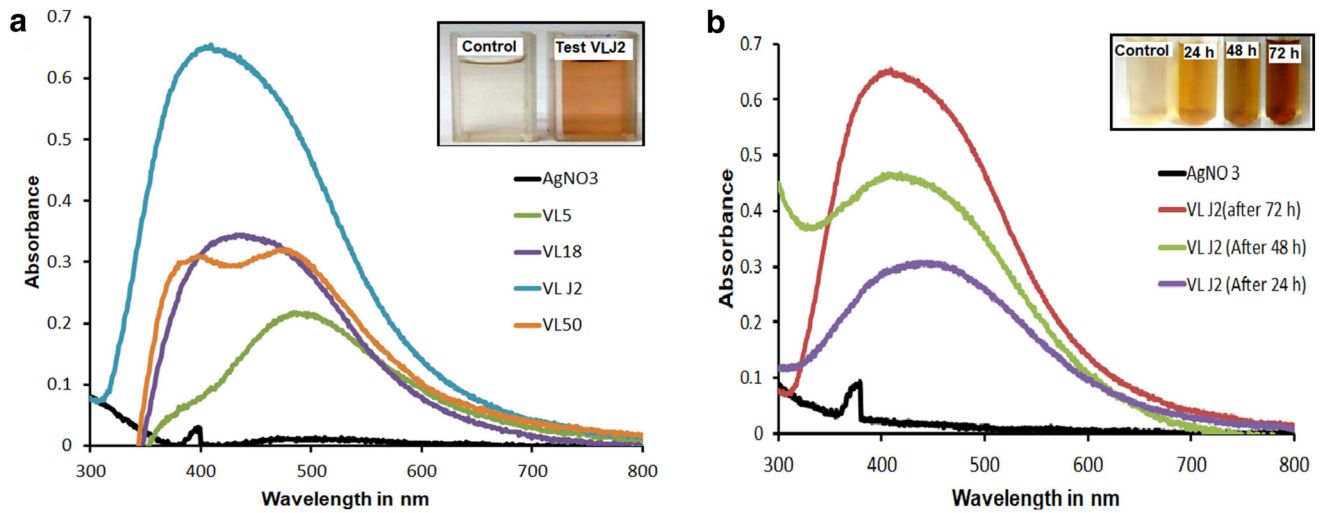 a
0.7
0.6
0.5
0.4
0.3
0.2
0.1
0
Absorbance
300 400 500 600 700 800
Wavelength in nm
Control
Test VLJ2
AgNO3
VL5
VL18
VL J2
VL50
b
0.7
0.6
0.5
0.4
0.3
0.2
0.1
0
Absorbance
300 400 500 600 700 800
Wavelength in nm
Control
24 h
48 h
72 h
AgNO 3
VL J2(after 72 h)
VL J2 (After 48 h)
VL J2 (After 24 h)